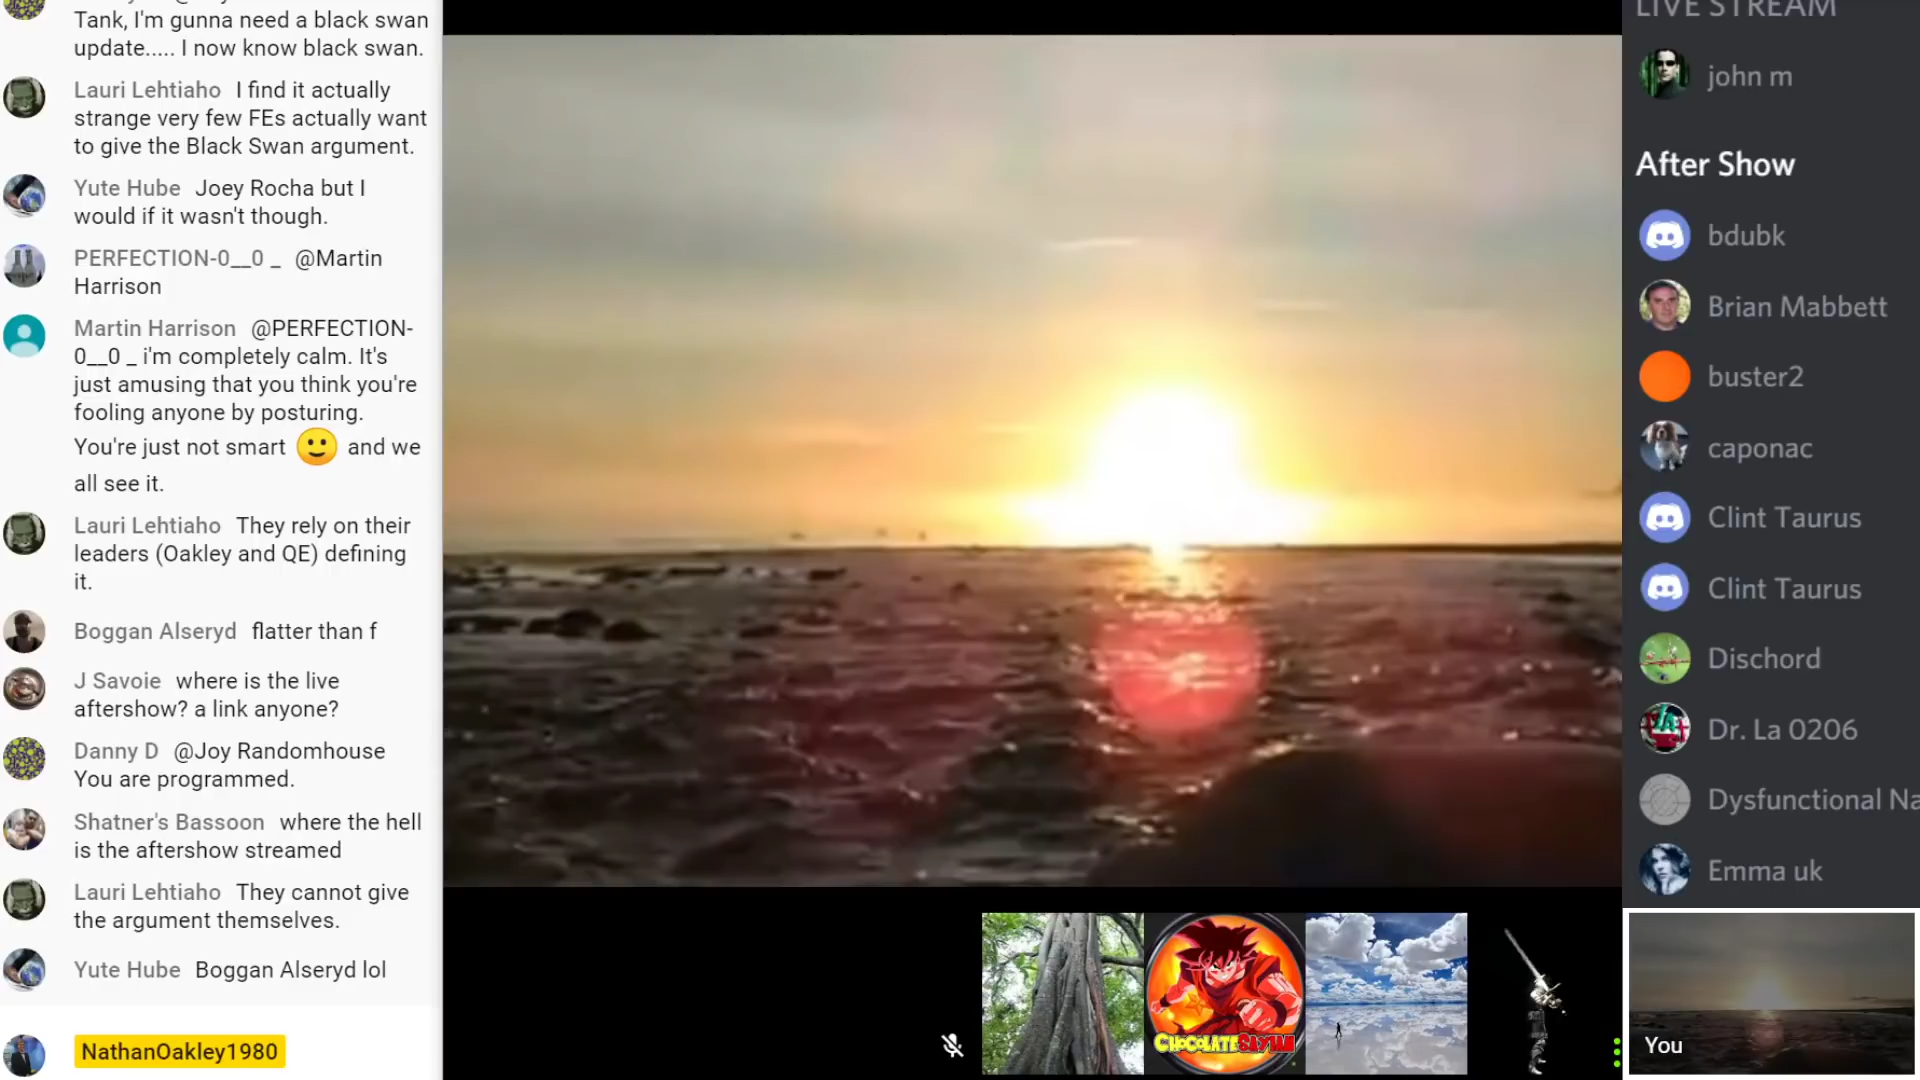 Tank, I'm gunna need a black swan
update..... I now know black swan.
Lauri Lehtiaho I find it actually
strange very few FEs actually want
to give the Black Swan argument.
Yute Hube Joey Rocha but I
would if it wasn't though.
PERFECTION-0__0 _ @Martin
Harrison
Martin Harrison @PERFECTION-
0__0 _ i'm completely calm. It's
just amusing that you think you're
fooling anyone by posturing.
You're just not smart 🙂 and we
all see it.
Lauri Lehtiaho They rely on their
leaders (Oakley and QE) defining
it.
Boggan Alseryd flatter than f
J Savoie where is the live
aftershow? a link anyone?
Danny D @Joy Randomhouse
You are programmed.
Shatner's Bassoon where the hell
is the aftershow streamed
Lauri Lehtiaho They cannot give
the argument themselves.
Yute Hube Boggan Alseryd lol
NathanOakley1980
CHOCOLATE SAYIAN
LIVE STREAM
john m
After Show
bdubk
Brian Mabbett
buster2
caponac
Clint Taurus
Clint Taurus
Dischord
Dr. La 0206
Dysfunctional Na
Emma uk
You